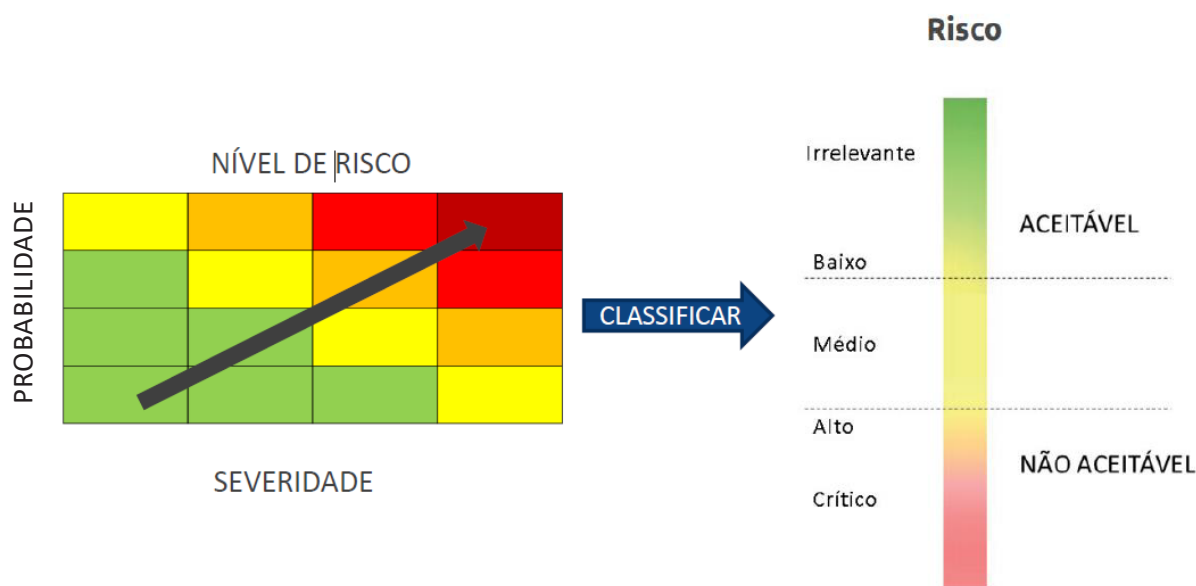 NÍVEL DE RISCO
PROBABILIDADE
SEVERIDADE
CLASSIFICAR
Risco
Irrelevante
ACEITÁVEL
Baixo
Médio
Alto
NÃO ACEITÁVEL
Crítico